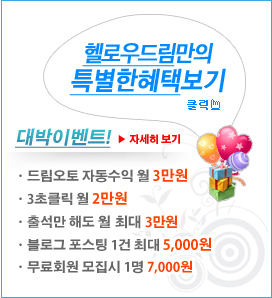 헬로우드림만의
특별한혜택보기
클릭
대박이벤트! ▶ 자세히 보기
· 드림오토 자동수익 월 3만원
· 3초클릭 월 2만원
· 출석만 해도 월 최대 3만원
· 블로그 포스팅 1건 최대 5,000원
· 무료회원 모집시 1명 7,000원